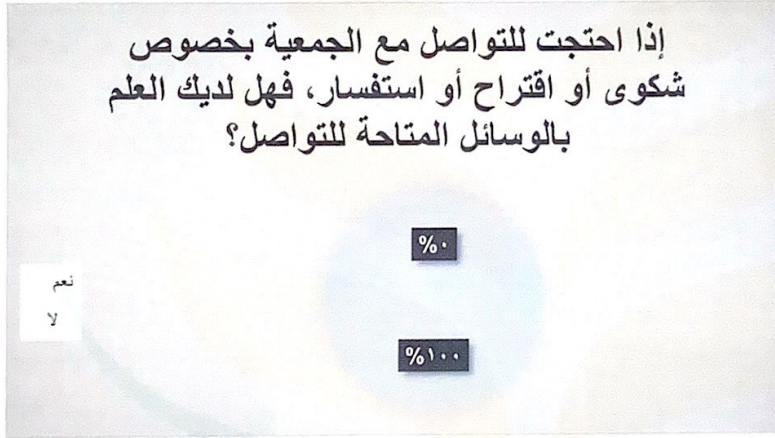 إذا احتجت للتواصل مع الجمعية بخصوص
شكوى أو اقتراح أو استفسار، فهل لديك العلم
بالوسائل المتاحة للتواصل؟
%٠
نعم
لا
%١٠٠